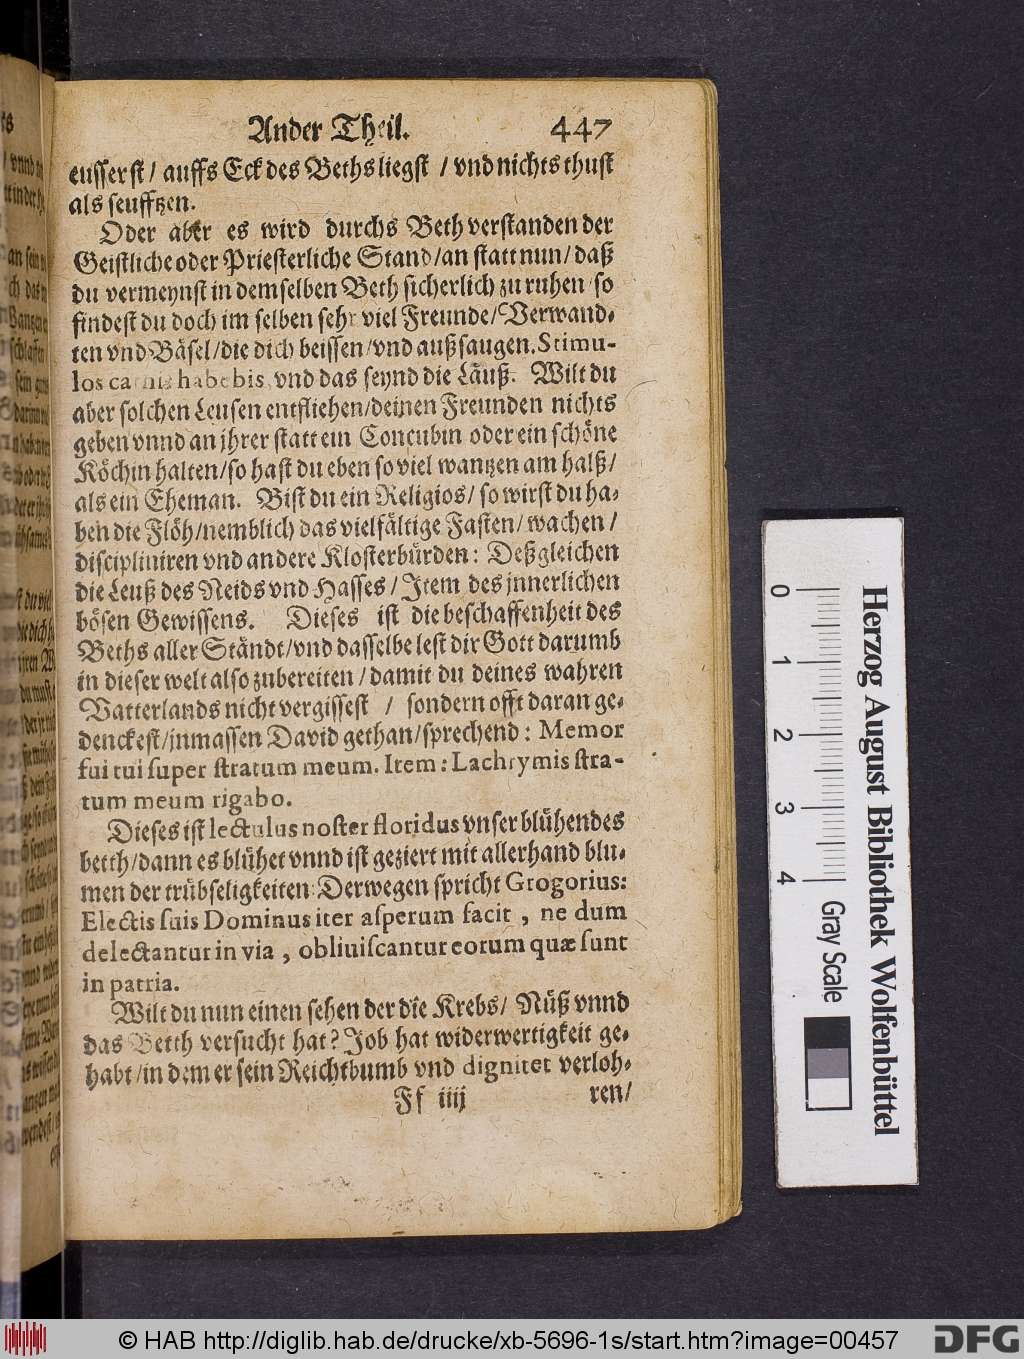 Ander Theil. 447
eusserst / auffs Eck des Beths liegst / vnd nichts thust
als seufftzen.
Oder aber es wird durchs Beth verstanden der
Geistliche oder Priesterliche Stand / an statt nun / daß
du vermeynst in demselben Beth sicherlich zu ruhen / so
findest du doch im selben sehr viel Freunde / Verwand-
ten vnd Bäsel / die dich beissen / vnd außsaugen. Stimu-
los carnis habebis, vnd das seynd die Läuß. Wilt du
aber solchen Leusen entfliehen / deinen Freunden nichts
geben vnnd an jhrer statt ein Concubin oder ein schöne
Köchin halten / so hast du eben so viel wantzen am halß /
als ein Eheman. Bist du ein Religios / so wirst du ha-
ben die Flöh / nemblich das vielfältige Fasten / wachen /
discipliniren vnd andere Klosterbürden: Deßgleichen
die Leuß des Neids vnd Hasses / Item des jnnerlichen
bösen Gewissens. Dieses ist die beschaffenheit des
Beths aller Ständt / vnd dasselbe lest dir Gott darumb
in dieser welt also zubereiten / damit du deines wahren
Vatterlands nicht vergissest / sondern offt daran ge-
denckest / inmassen David gethan / sprechend: Memor
fui tui super stratum meum. Item: Lachrymis stra-
tum meum rigabo.
Dieses ist lectulus noster floridus vnser blühendes
betth / dann es blühet vnnd ist geziert mit allerhand blu-
men der trübseligkeiten: Derwegen spricht Grogorius:
Electis suis Dominus iter asperum facit, ne dum
delectantur in via, obliuiscantur eorum quæ sunt
in patria.
Wilt du nun einen sehen der die Krebs / Nüß vnnd
das Betth versucht hat? Job hat widerwertigkeit ge-
habt / in dem er sein Reichthumb vnd dignitet verloh-
Ff iiij ren /
0 1 2 3 4
Gray Scale
Herzog August Bibliothek Wolfenbüttel
© HAB http://diglib.hab.de/drucke/xb-5696-1s/start.htm?image=00457
DFG